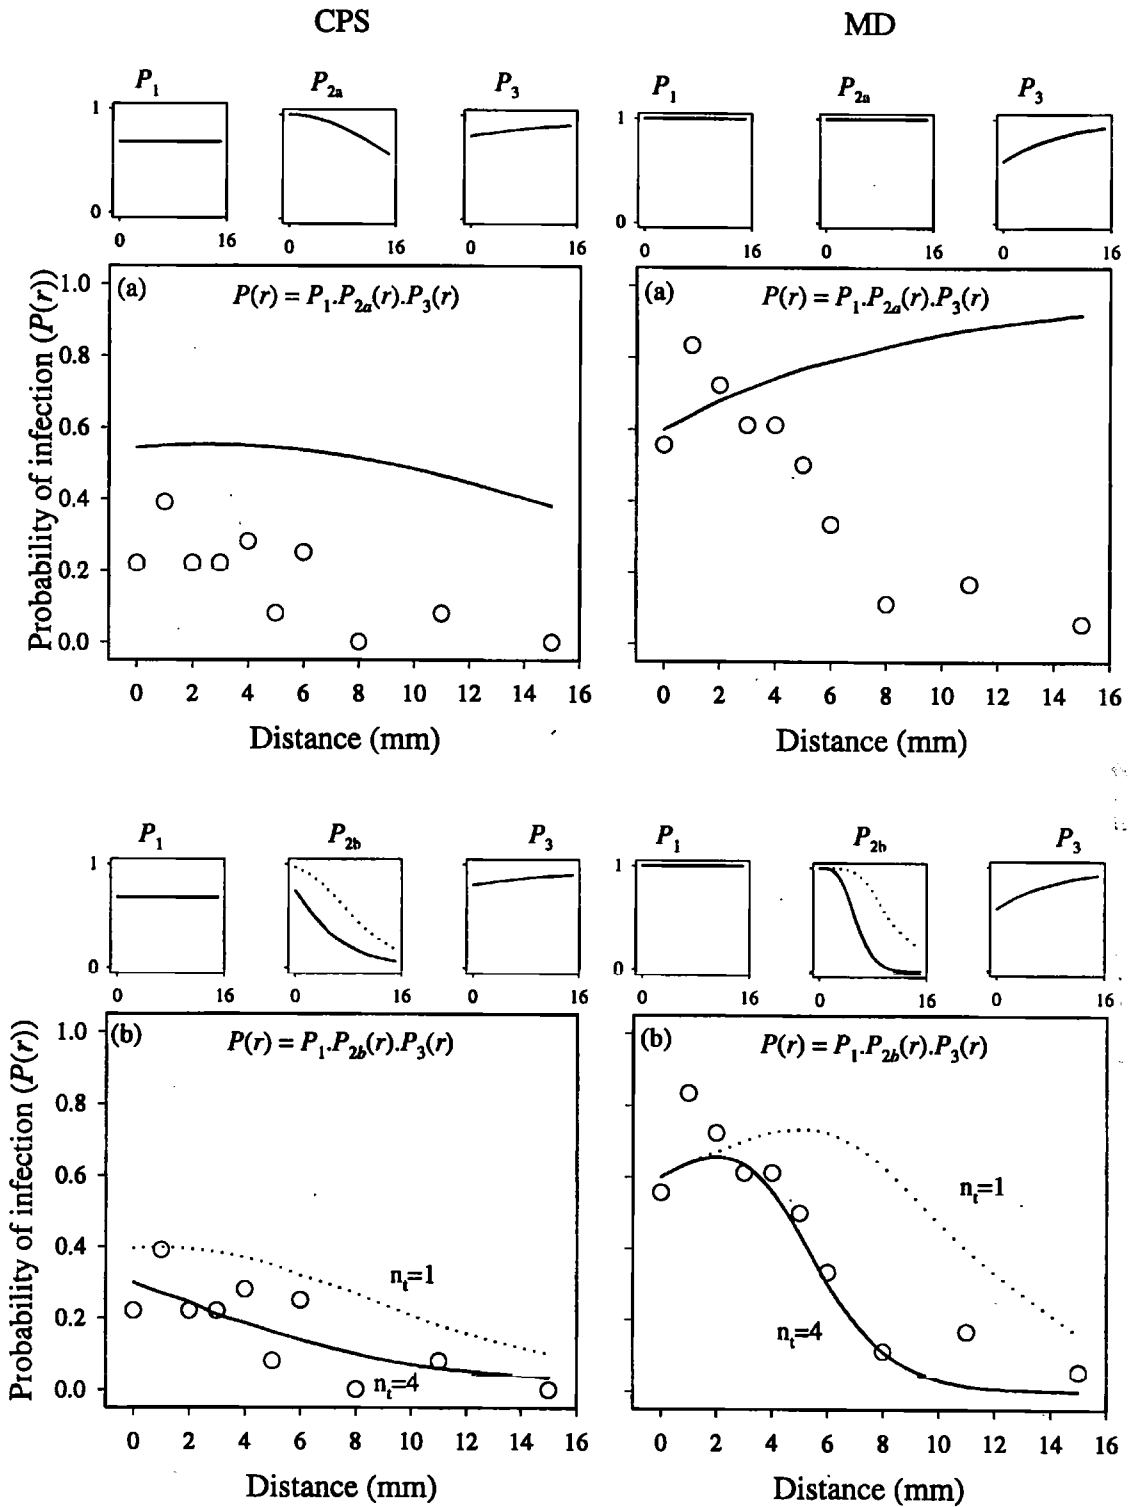 CPS
MD
P1
P2a
P3
P1
P2a
P3
1
0
0
16
0
16
0
16
1
0
0
16
0
16
0
16
(a)
P(r) = P1.P2a(r).P3(r)
(a)
P(r) = P1.P2a(r).P3(r)
Probability of infection (P(r))
1.0
0.8
0.6
0.4
0.2
0.0
0 2 4 6 8 10 12 14 16
0 2 4 6 8 10 12 14 16
Distance (mm)
Distance (mm)
P1
P2b
P3
P1
P2b
P3
1
0
0
16
0
16
0
16
1
0
0
16
0
16
0
16
(b)
P(r) = P1.P2b(r).P3(r)
(b)
P(r) = P1.P2b(r).P3(r)
Probability of infection (P(r))
1.0
0.8
0.6
0.4
0.2
0.0
nt=1
nt=4
nt=1
nt=4
0 2 4 6 8 10 12 14 16
0 2 4 6 8 10 12 14 16
Distance (mm)
Distance (mm)